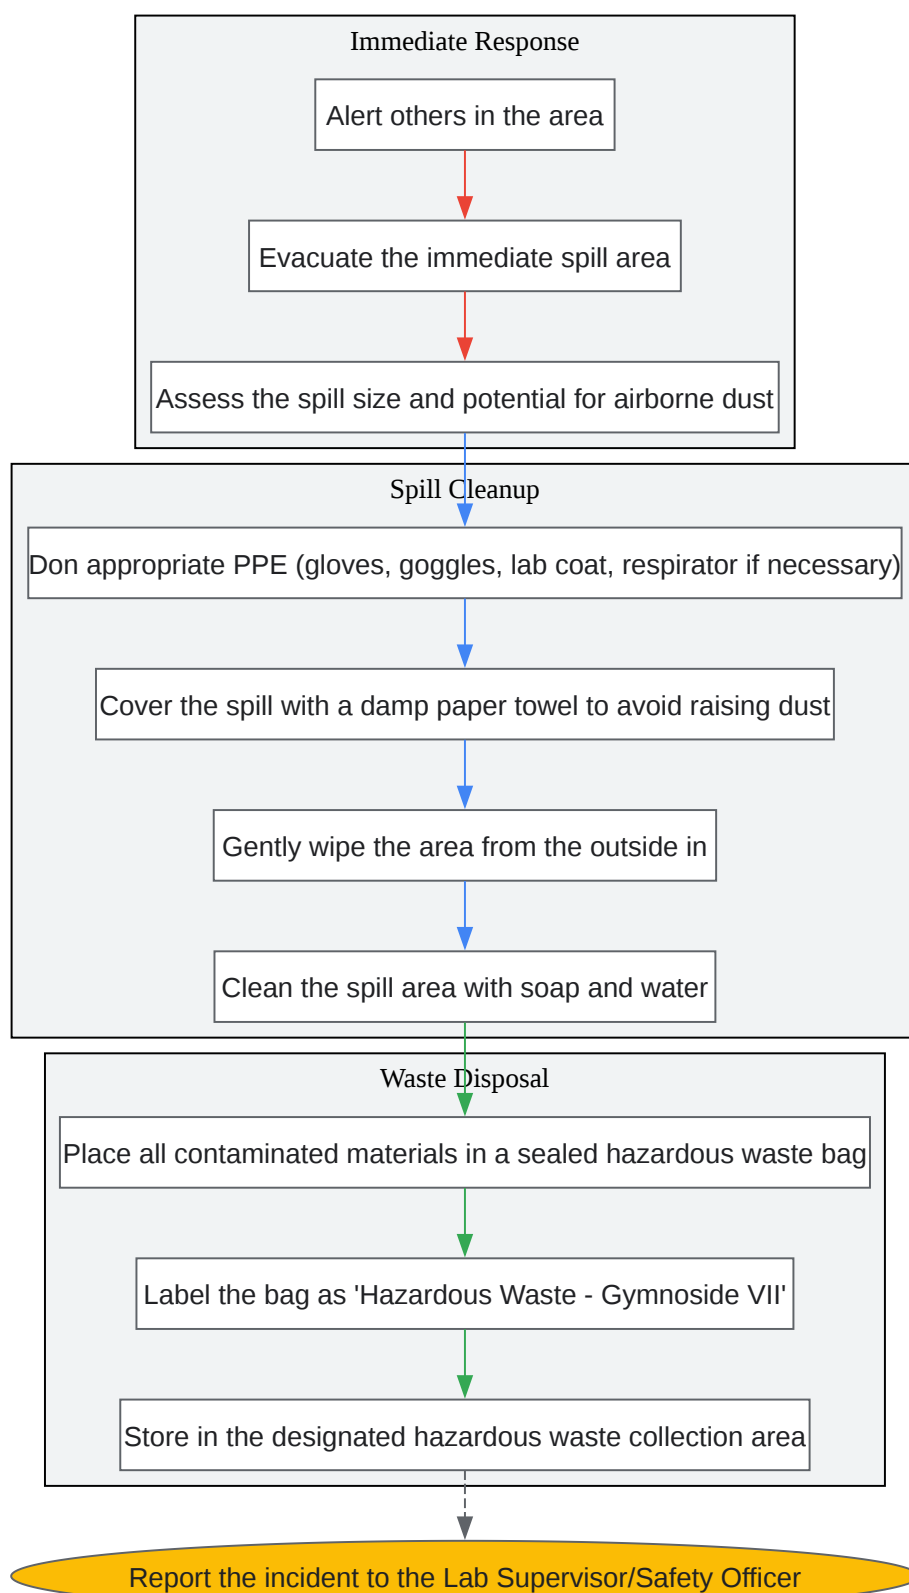 Immediate Response
Alert others in the area
Evacuate the immediate spill area
Assess the spill size and potential for airborne dust
Spill Cleanup
Don appropriate PPE (gloves, goggles, lab coat, respirator if necessary)
Cover the spill with a damp paper towel to avoid raising dust
Gently wipe the area from the outside in
Clean the spill area with soap and water
Waste Disposal
Place all contaminated materials in a sealed hazardous waste bag
Label the bag as 'Hazardous Waste - Gymnoside VII'
Store in the designated hazardous waste collection area
Report the incident to the Lab Supervisor/Safety Officer